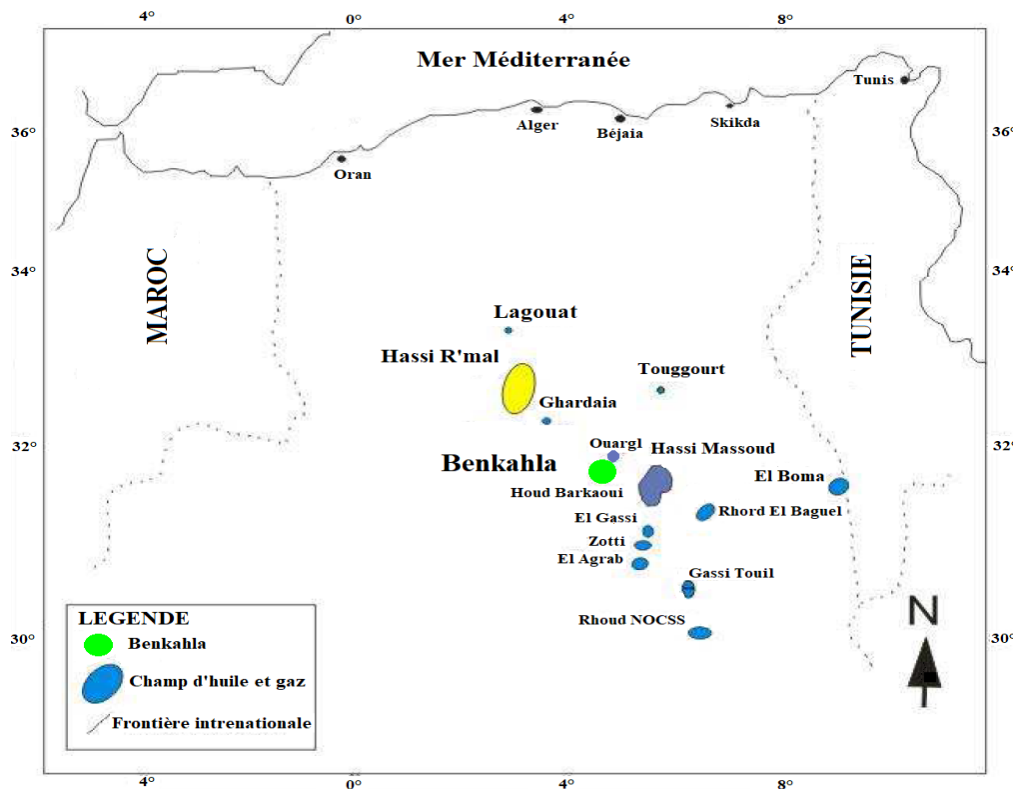 4°
0°
4°
8°
Mer Méditerranée
Tunis
36°
Alger
Béjaia
Skikda
36°
Oran
34°
MAROC
TUNISIE
34°
Lagouat
Hassi R'mal
Touggourt
Ghardaia
32°
Ouargl
Hassi Massoud
32°
Benkahla
El Boma
Houd Barkaoui
Rhord El Baguel
El Gassi
Zotti
El Agrab
Gassi Touil
LEGENDE
Rhoud NOCSS
N
30°
Benkahla
30°
Champ d'huile et gaz
Frontière intrenationale
4°
0°
4°
8°